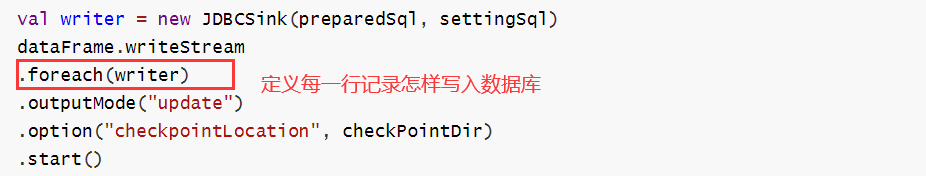 val writer = new JDBCSink(preparedSql, settingSql)
dataFrame.writeStream
.foreach(writer)
定义每一行记录怎样写入数据库
.outputMode("update")
.option("checkpointLocation", checkPointDir)
.start()